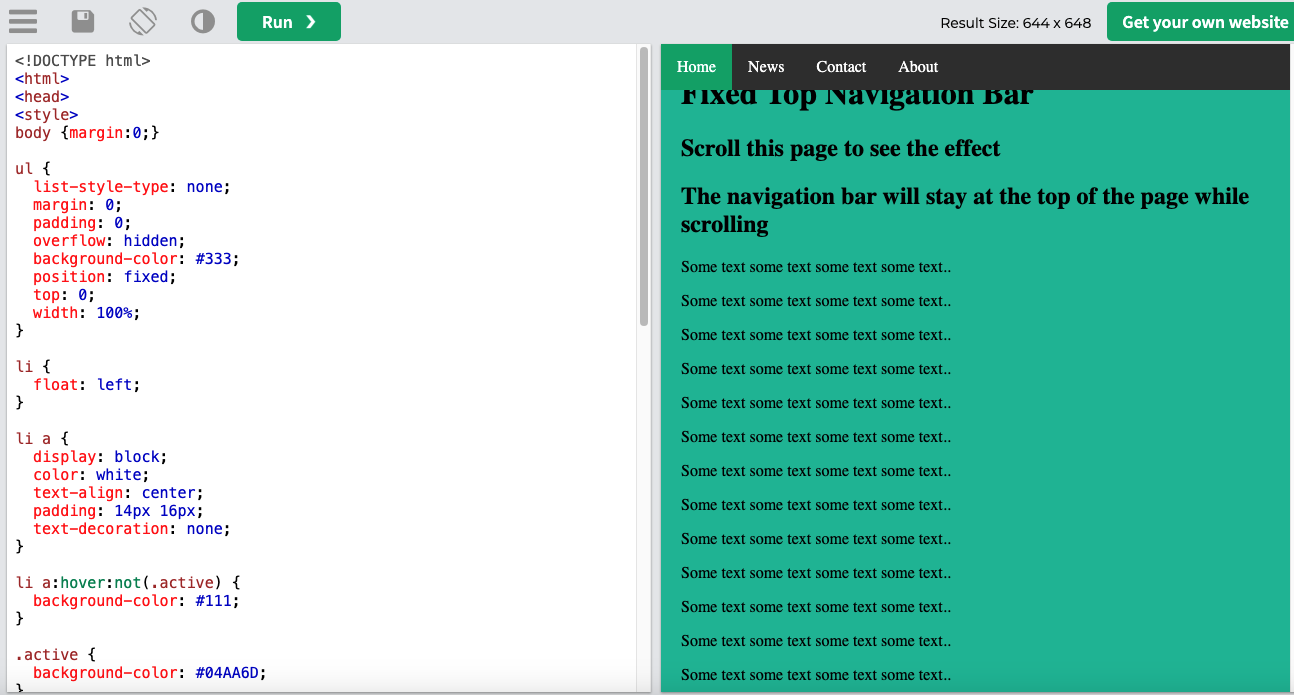 Run ❯
Result Size: 644 x 648
Get your own website
<!DOCTYPE html>
<html>
<head>
<style>
body {margin:0;}
ul {
  list-style-type: none;
  margin: 0;
  padding: 0;
  overflow: hidden;
  background-color: #333;
  position: fixed;
  top: 0;
  width: 100%;
}
li {
  float: left;
}
li a {
  display: block;
  color: white;
  text-align: center;
  padding: 14px 16px;
  text-decoration: none;
}
li a:hover:not(.active) {
  background-color: #111;
}
.active {
  background-color: #04AA6D;
}
Home News Contact About
Fixed Top Navigation Bar
Scroll this page to see the effect
The navigation bar will stay at the top of the page while
scrolling
Some text some text some text some text..
Some text some text some text some text..
Some text some text some text some text..
Some text some text some text some text..
Some text some text some text some text..
Some text some text some text some text..
Some text some text some text some text..
Some text some text some text some text..
Some text some text some text some text..
Some text some text some text some text..
Some text some text some text some text..
Some text some text some text some text..
Some text some text some text some text..